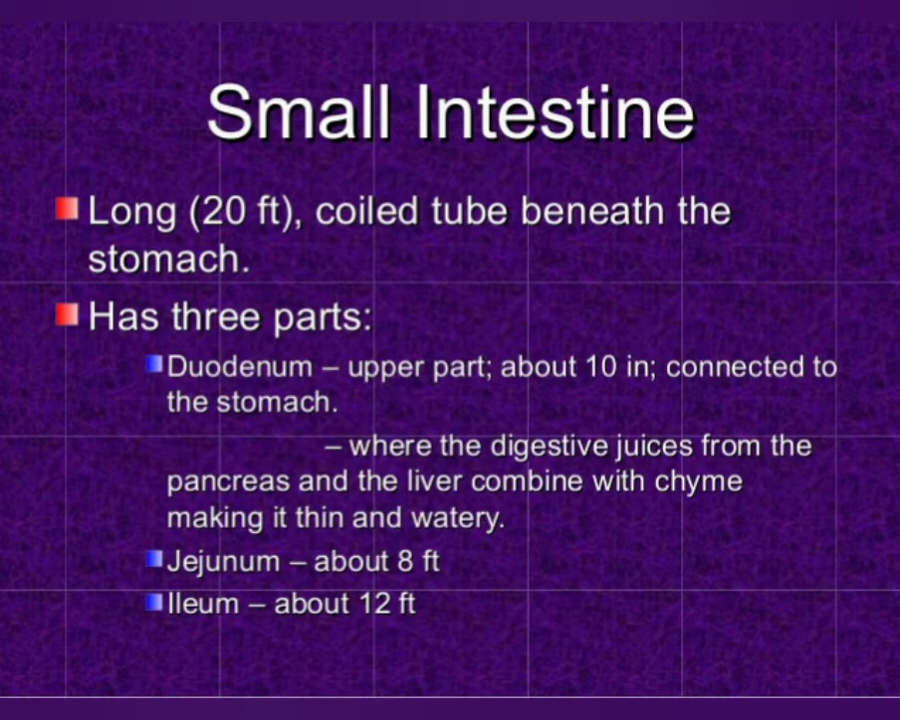 Small Intestine
Long (20 ft), coiled tube beneath the
stomach.
Has three parts:
Duodenum – upper part; about 10 in; connected to
the stomach.
– where the digestive juices from the
pancreas and the liver combine with chyme
making it thin and watery.
Jejunum – about 8 ft
Ileum – about 12 ft